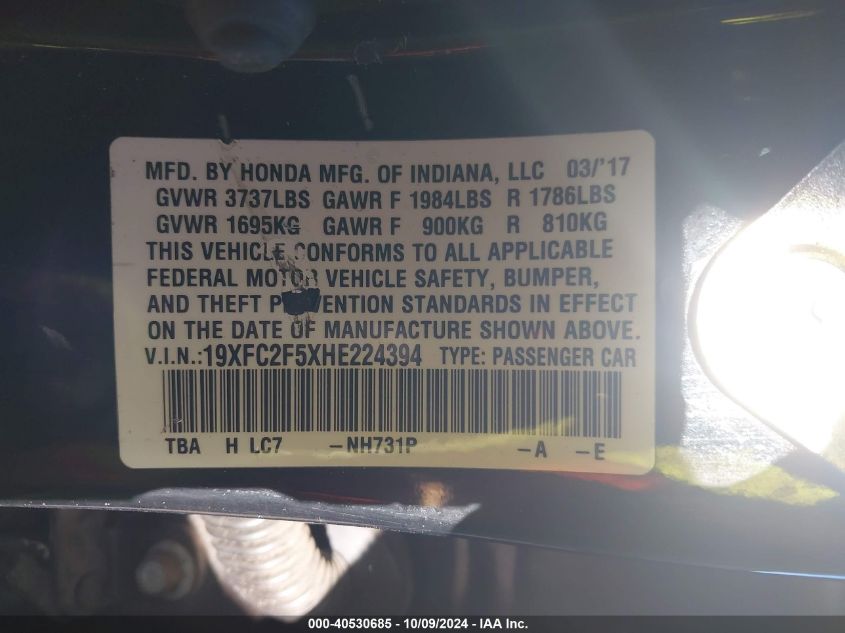 MFD. BY HONDA MFG. OF INDIANA, LLC 03/'17
GVWR 3737LBS GAWR F 1984LBS R 1786LBS
GVWR 1695KG GAWR F 900KG R 810KG
THIS VEHICLE CONFORMS TO ALL APPLICABLE
FEDERAL MOTOR VEHICLE SAFETY, BUMPER,
AND THEFT PREVENTION STANDARDS IN EFFECT
ON THE DATE OF MANUFACTURE SHOWN ABOVE.
V.I.N.:19XFC2F5XHE224394 TYPE: PASSENGER CAR
TBA H LC7 -NH731P -A -E
000-40530685 - 10/09/2024 - IAA Inc.